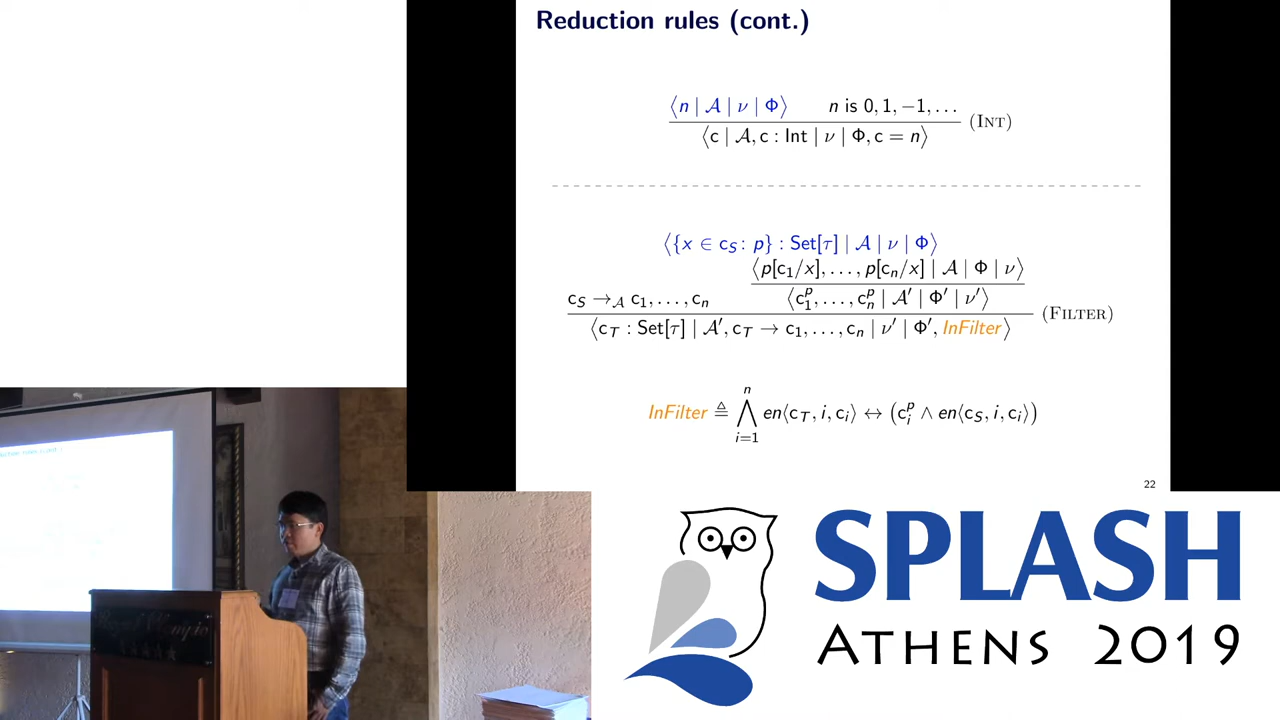 Reduction rules (cont.)
⟨n | 𝒜 | ν | Φ⟩ n is 0, 1, −1, …
(INT)
⟨c | 𝒜, c : Int | ν | Φ, c = n⟩
⟨{x ∈ c_S : p} : Set[τ] | 𝒜 | ν | Φ⟩
⟨p[c_1/x], …, p[c_n/x] | 𝒜 | Φ | ν⟩
c_S →_𝒜 c_1, …, c_n ⟨c_1^p, …, c_n^p | 𝒜′ | Φ′ | ν′⟩
(FILTER)
⟨c_T : Set[τ] | 𝒜′, c_T → c_1, …, c_n | ν′ | Φ′, InFilter⟩
InFilter ≜ ⋀_{i=1}^{n} en⟨c_T, i, c_i⟩ ↔ (c_i^p ∧ en⟨c_S, i, c_i⟩)
22
SPLASH
ATHENS 2019